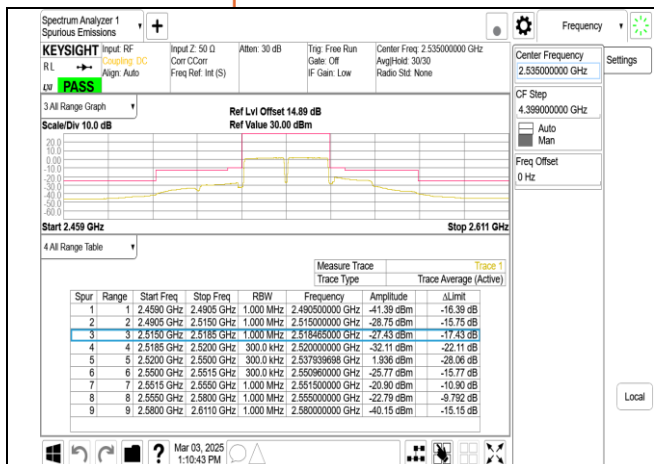 Spectrum Analyzer 1
Spurious Emissions
Frequency
KEYSIGHT Input: RF Input Z: 50 Ω Atten: 30 dB Trig: Free Run Center Freq: 2.535000000 GHz
RL Coupling: DC Corr CCorr Gate: Off Avg|Hold: 30/30
Align: Auto Freq Ref: Int (S) IF Gain: Low Radio Std: None
LXI PASS
Center Frequency
2.535000000 GHz
Settings
CF Step
4.399000000 GHz
Auto
Man
Freq Offset
0 Hz
3 All Range Graph
Ref Lvl Offset 14.89 dB
Scale/Div 10.0 dB Ref Value 30.00 dBm
20.0
10.0
0.00
-10.0
-20.0
-30.0
-40.0
-50.0
-60.0
Start 2.459 GHz Stop 2.611 GHz
4 All Range Table
Measure Trace Trace 1
Trace Type Trace Average (Active)
Spur Range Start Freq Stop Freq RBW Frequency Amplitude ΔLimit
1 1 2.4590 GHz 2.4905 GHz 1.000 MHz 2.490500000 GHz -41.39 dBm -16.39 dB
2 2 2.4905 GHz 2.5150 GHz 1.000 MHz 2.515000000 GHz -28.75 dBm -15.75 dB
3 3 2.5150 GHz 2.5185 GHz 1.000 MHz 2.518465000 GHz -27.43 dBm -17.43 dB
4 4 2.5185 GHz 2.5200 GHz 300.0 kHz 2.520000000 GHz -32.11 dBm -22.11 dB
5 5 2.5200 GHz 2.5500 GHz 300.0 kHz 2.537939698 GHz 1.936 dBm -28.06 dB
6 6 2.5500 GHz 2.5515 GHz 300.0 kHz 2.550960000 GHz -25.77 dBm -15.77 dB
7 7 2.5515 GHz 2.5550 GHz 1.000 MHz 2.551500000 GHz -20.90 dBm -10.90 dB
8 8 2.5550 GHz 2.5800 GHz 1.000 MHz 2.555000000 GHz -22.79 dBm -9.792 dB
9 9 2.5800 GHz 2.6110 GHz 1.000 MHz 2.580000000 GHz -40.15 dBm -15.15 dB
Local
Mar 03, 2025
1:10:43 PM